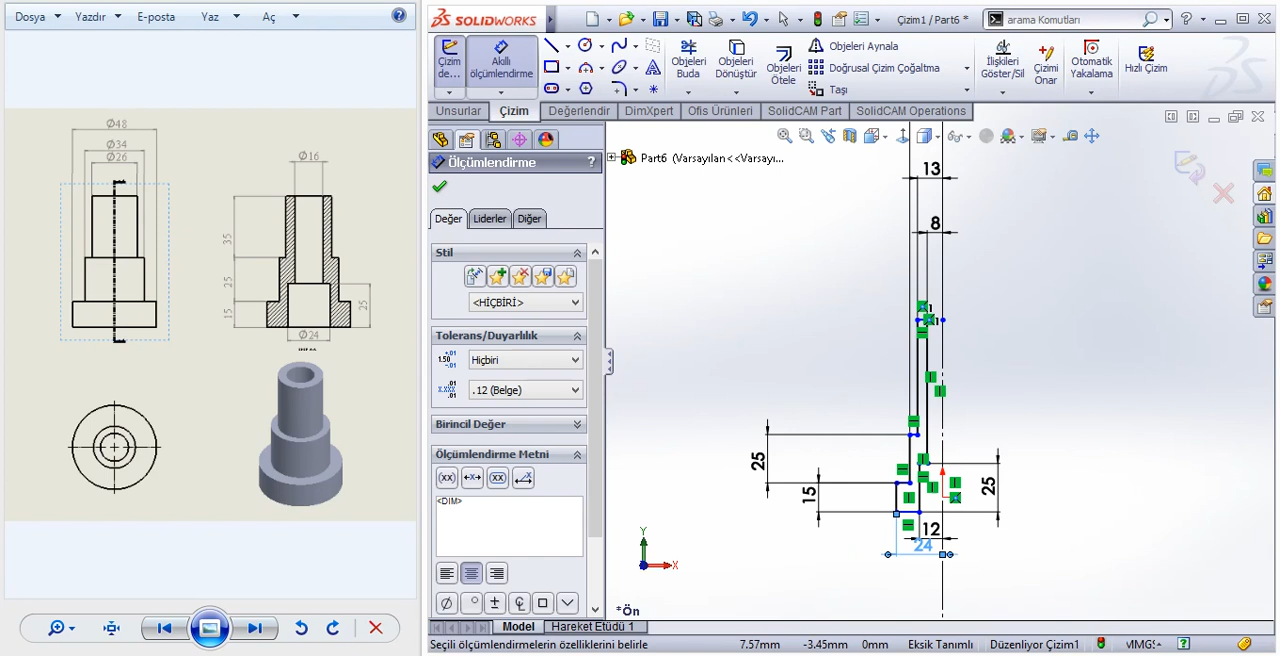 Dosya Yazdır E-posta Yaz Aç
Ø48
Ø34
Ø26
Ø16
35
25
15
25
Ø24
SOLIDWORKS
Çizim1 / Part6 *
arama Komutları
Çizim de...
Akıllı ölçümlendirme
Objeleri Buda
Objeleri Dönüştür
Objeleri Ötele
Objeleri Aynala
Doğrusal Çizim Çoğaltma
Taşı
İlişkileri Göster/Sil
Çizimi Onar
Otomatik Yakalama
Hızlı Çizim
Unsurlar Çizim Değerlendir DimXpert Ofis Ürünleri SolidCAM Part SolidCAM Operations
Ölçümlendirme ?
Değer Liderler Diğer
Stil
<HİÇBİRİ>
Tolerans/Duyarlılık
Hiçbiri
.12 (Belge)
Birincil Değer
Ölçümlendirme Metni
<DIM>
Part6 (Varsayılan<<Varsayı...
13
8
1
1
25
15
25
12
24
Y
X
*Ön
Model Hareket Etüdü 1
Seçili ölçümlendirmelerin özelliklerini belirle 7.57mm -3.45mm 0mm Eksik Tanımlı Düzenliyor Çizim1